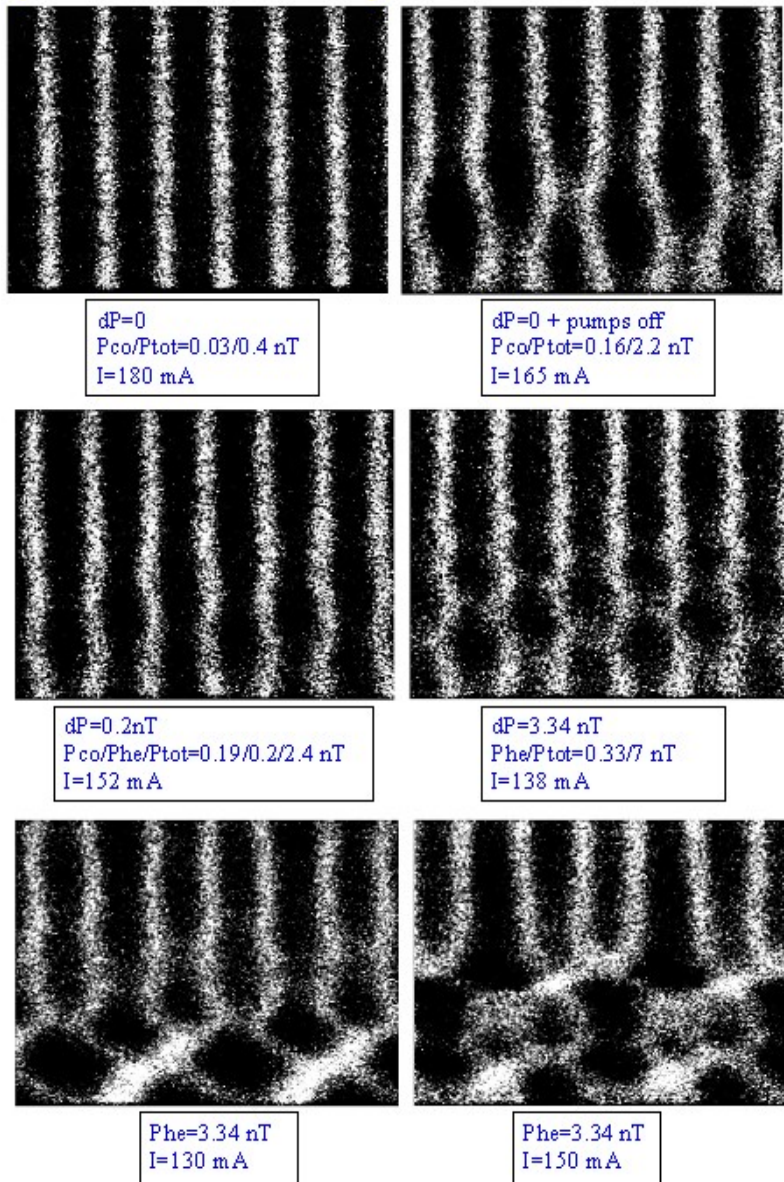 dP=0
Pco/Ptot=0.03/0.4 nT
I=180 mA
dP=0 + pumps off
Pco/Ptot=0.16/2.2 nT
I=165 mA
dP=0.2nT
Pco/Phe/Ptot=0.19/0.2/2.4 nT
I=152 mA
dP=3.34 nT
Phe/Ptot=0.33/7 nT
I=138 mA
Phe=3.34 nT
I=130 mA
Phe=3.34 nT
I=150 mA